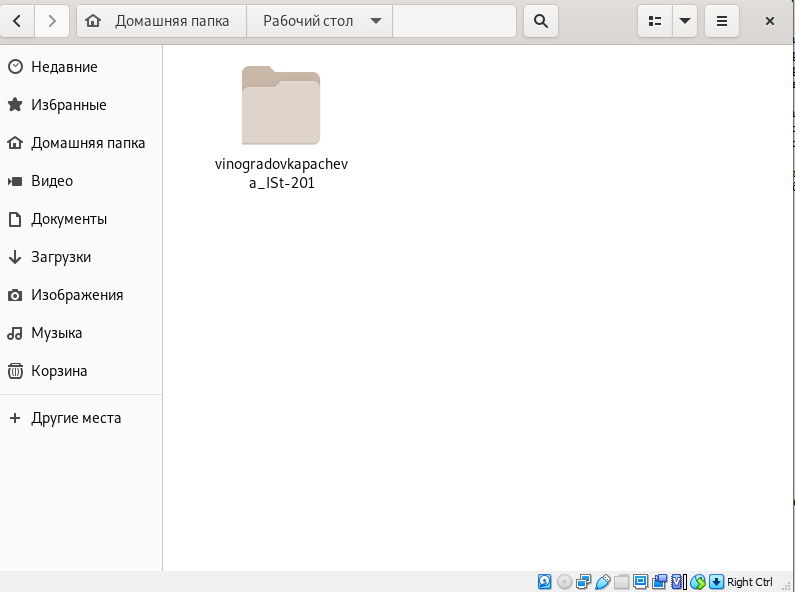 Домашняя папка
Рабочий стол
Недавние
Избранные
Домашняя папка
Видео
Документы
Загрузки
Изображения
Музыка
Корзина
Другие места
vinogradovkapachev
a_ISt-201
Right Ctrl